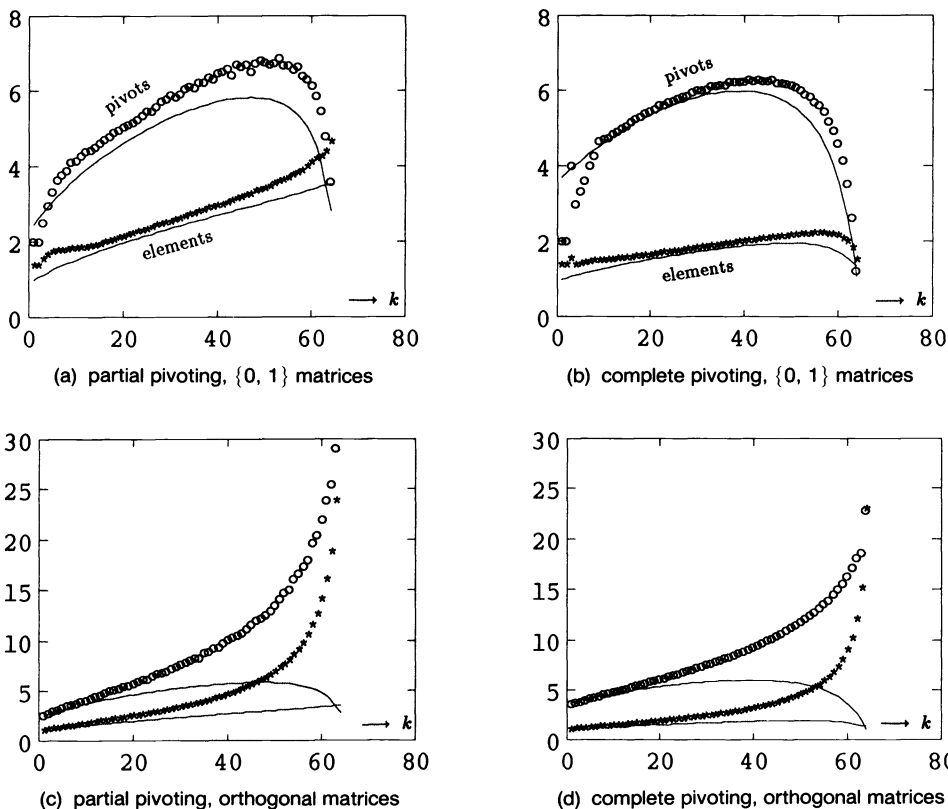 8
6
4
2
0
pivots
elements
→ k
0 20 40 60 80
(a) partial pivoting, {0, 1} matrices
8
6
4
2
0
pivots
elements
→ k
0 20 40 60 80
(b) complete pivoting, {0, 1} matrices
30
25
20
15
10
5
0
→ k
0 20 40 60 80
(c) partial pivoting, orthogonal matrices
30
25
20
15
10
5
0
→ k
0 20 40 60 80
(d) complete pivoting, orthogonal matrices